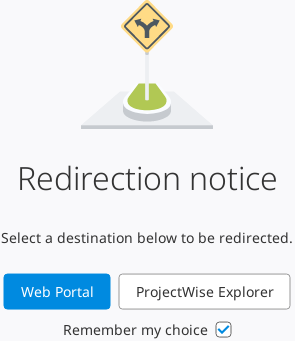 Redirection notice
Select a destination below to be redirected.
Web Portal
ProjectWise Explorer
Remember my choice